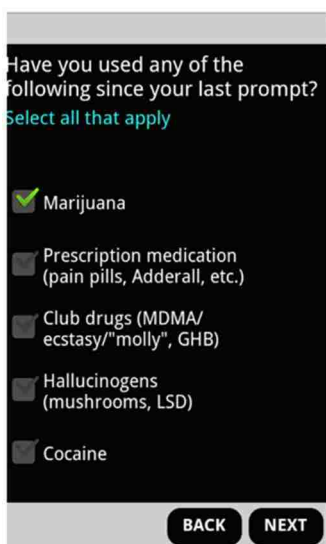 Have you used any of the
following since your last prompt?
Select all that apply
Marijuana
Prescription medication
(pain pills, Adderall, etc.)
Club drugs (MDMA/
ecstasy/"molly", GHB)
Hallucinogens
(mushrooms, LSD)
Cocaine
BACK NEXT